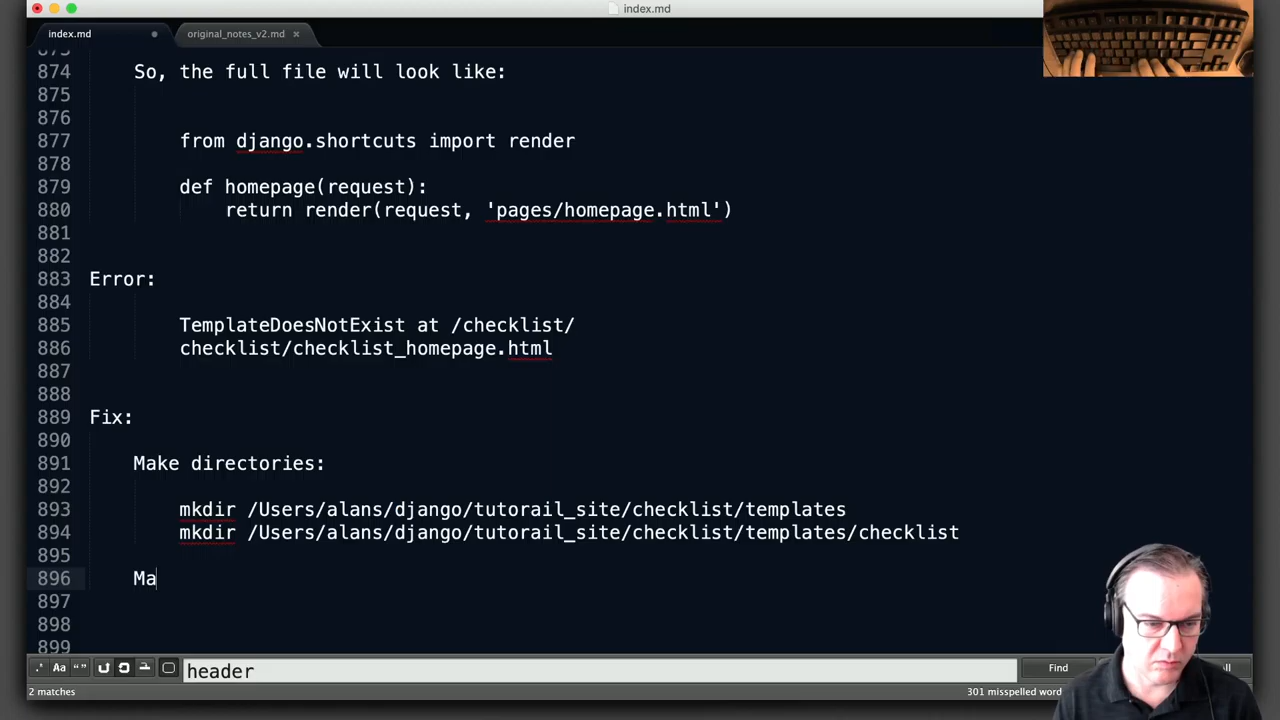 index.md
index.md
original_notes_v2.md
874 So, the full file will look like:
875
876
877 from django.shortcuts import render
878
879 def homepage(request):
880 return render(request, 'pages/homepage.html')
881
882
883 Error:
884
885 TemplateDoesNotExist at /checklist/
886 checklist/checklist_homepage.html
887
888
889 Fix:
890
891 Make directories:
892
893 mkdir /Users/alans/django/tutorail_site/checklist/templates
894 mkdir /Users/alans/django/tutorail_site/checklist/templates/checklist
895
896 Ma
897
898
899
.* Aa “” header Find
2 matches 301 misspelled